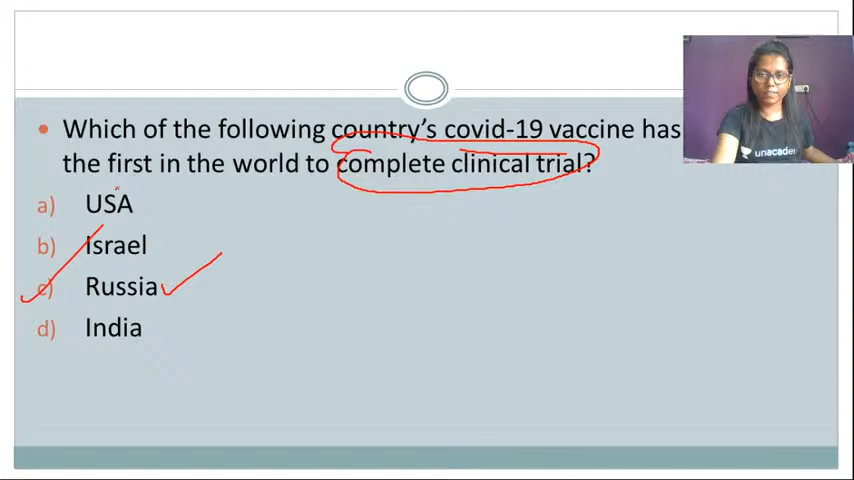 Which of the following country's covid-19 vaccine has
the first in the world to complete clinical trial?
a) USA
b) Israel
c) Russia
d) India
unacademy